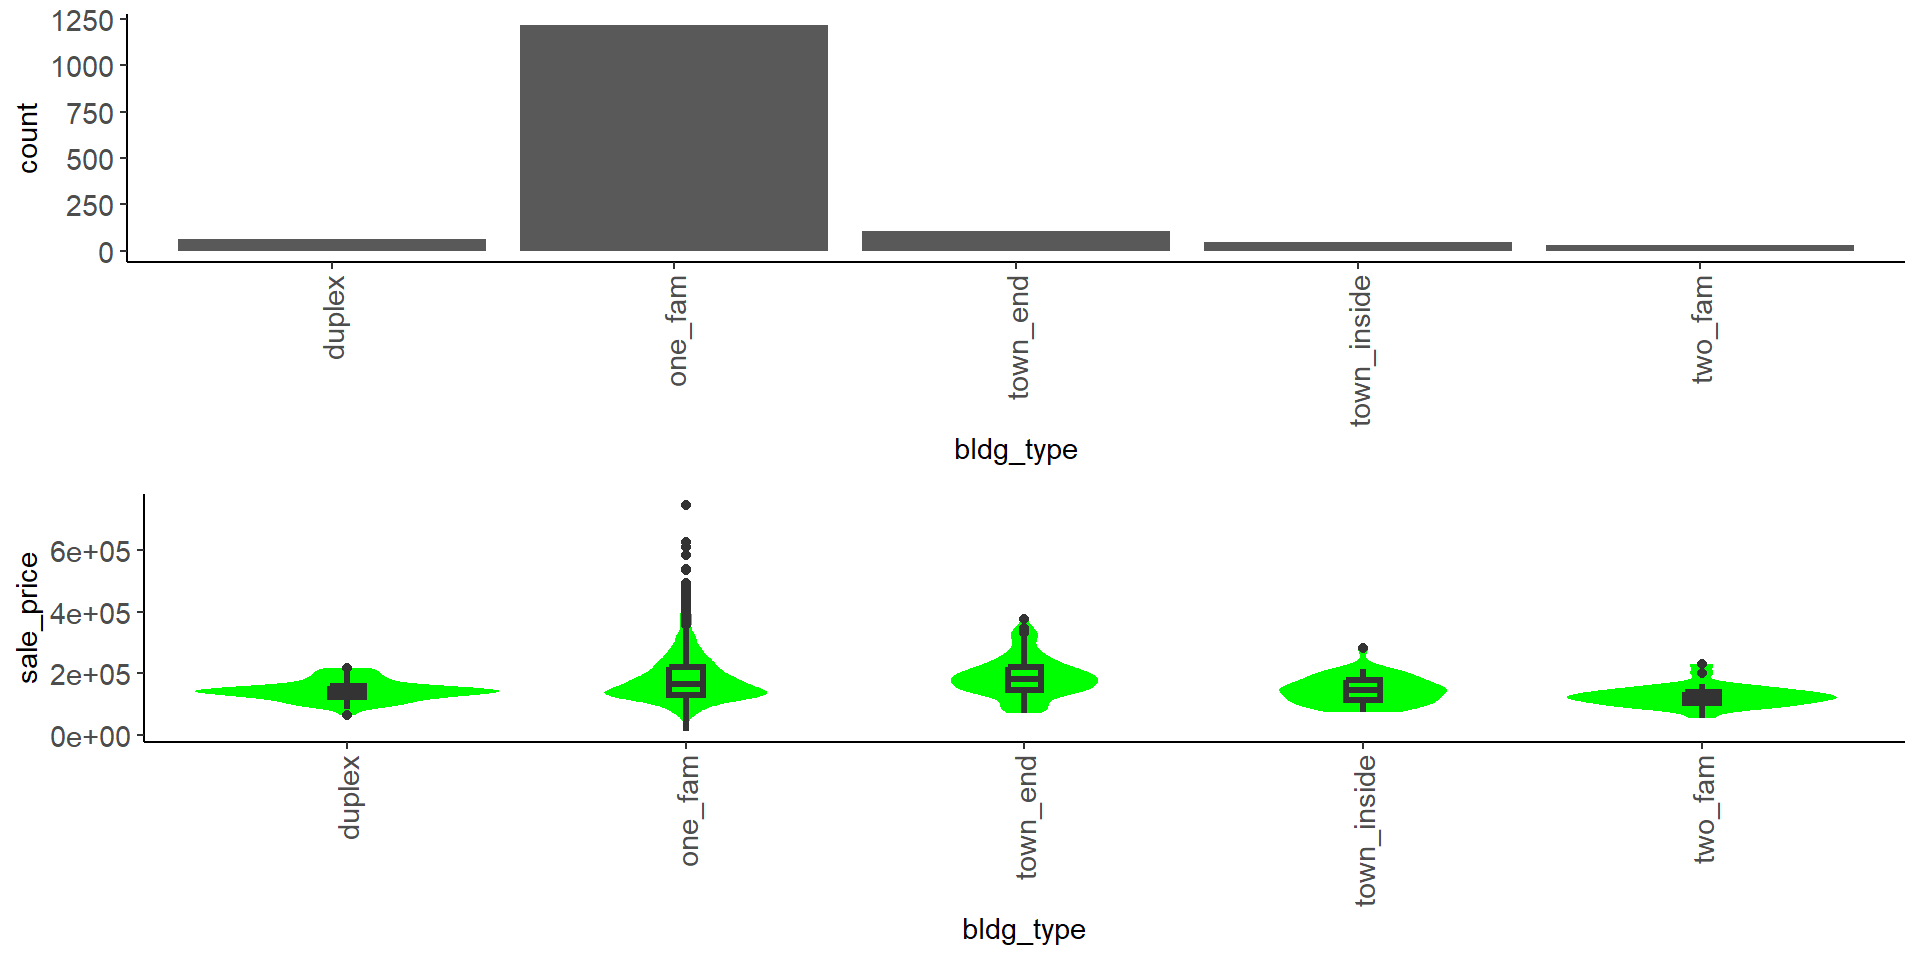 1250
1000
750
500
250
0
count
duplex
one_fam
town_end
town_inside
two_fam
bldg_type
6e+05
4e+05
2e+05
0e+00
sale_price
duplex
one_fam
town_end
town_inside
two_fam
bldg_type